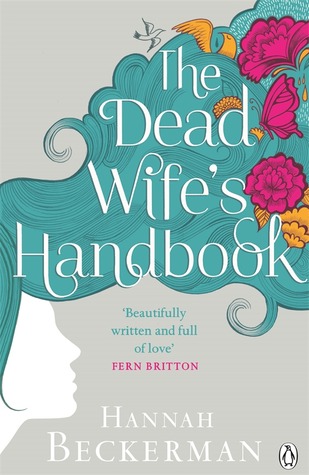 The
Dead
Wife's
Handbook
‘Beautifully
written and full
of love’
FERN BRITTON
HANNAH
BECKERMAN